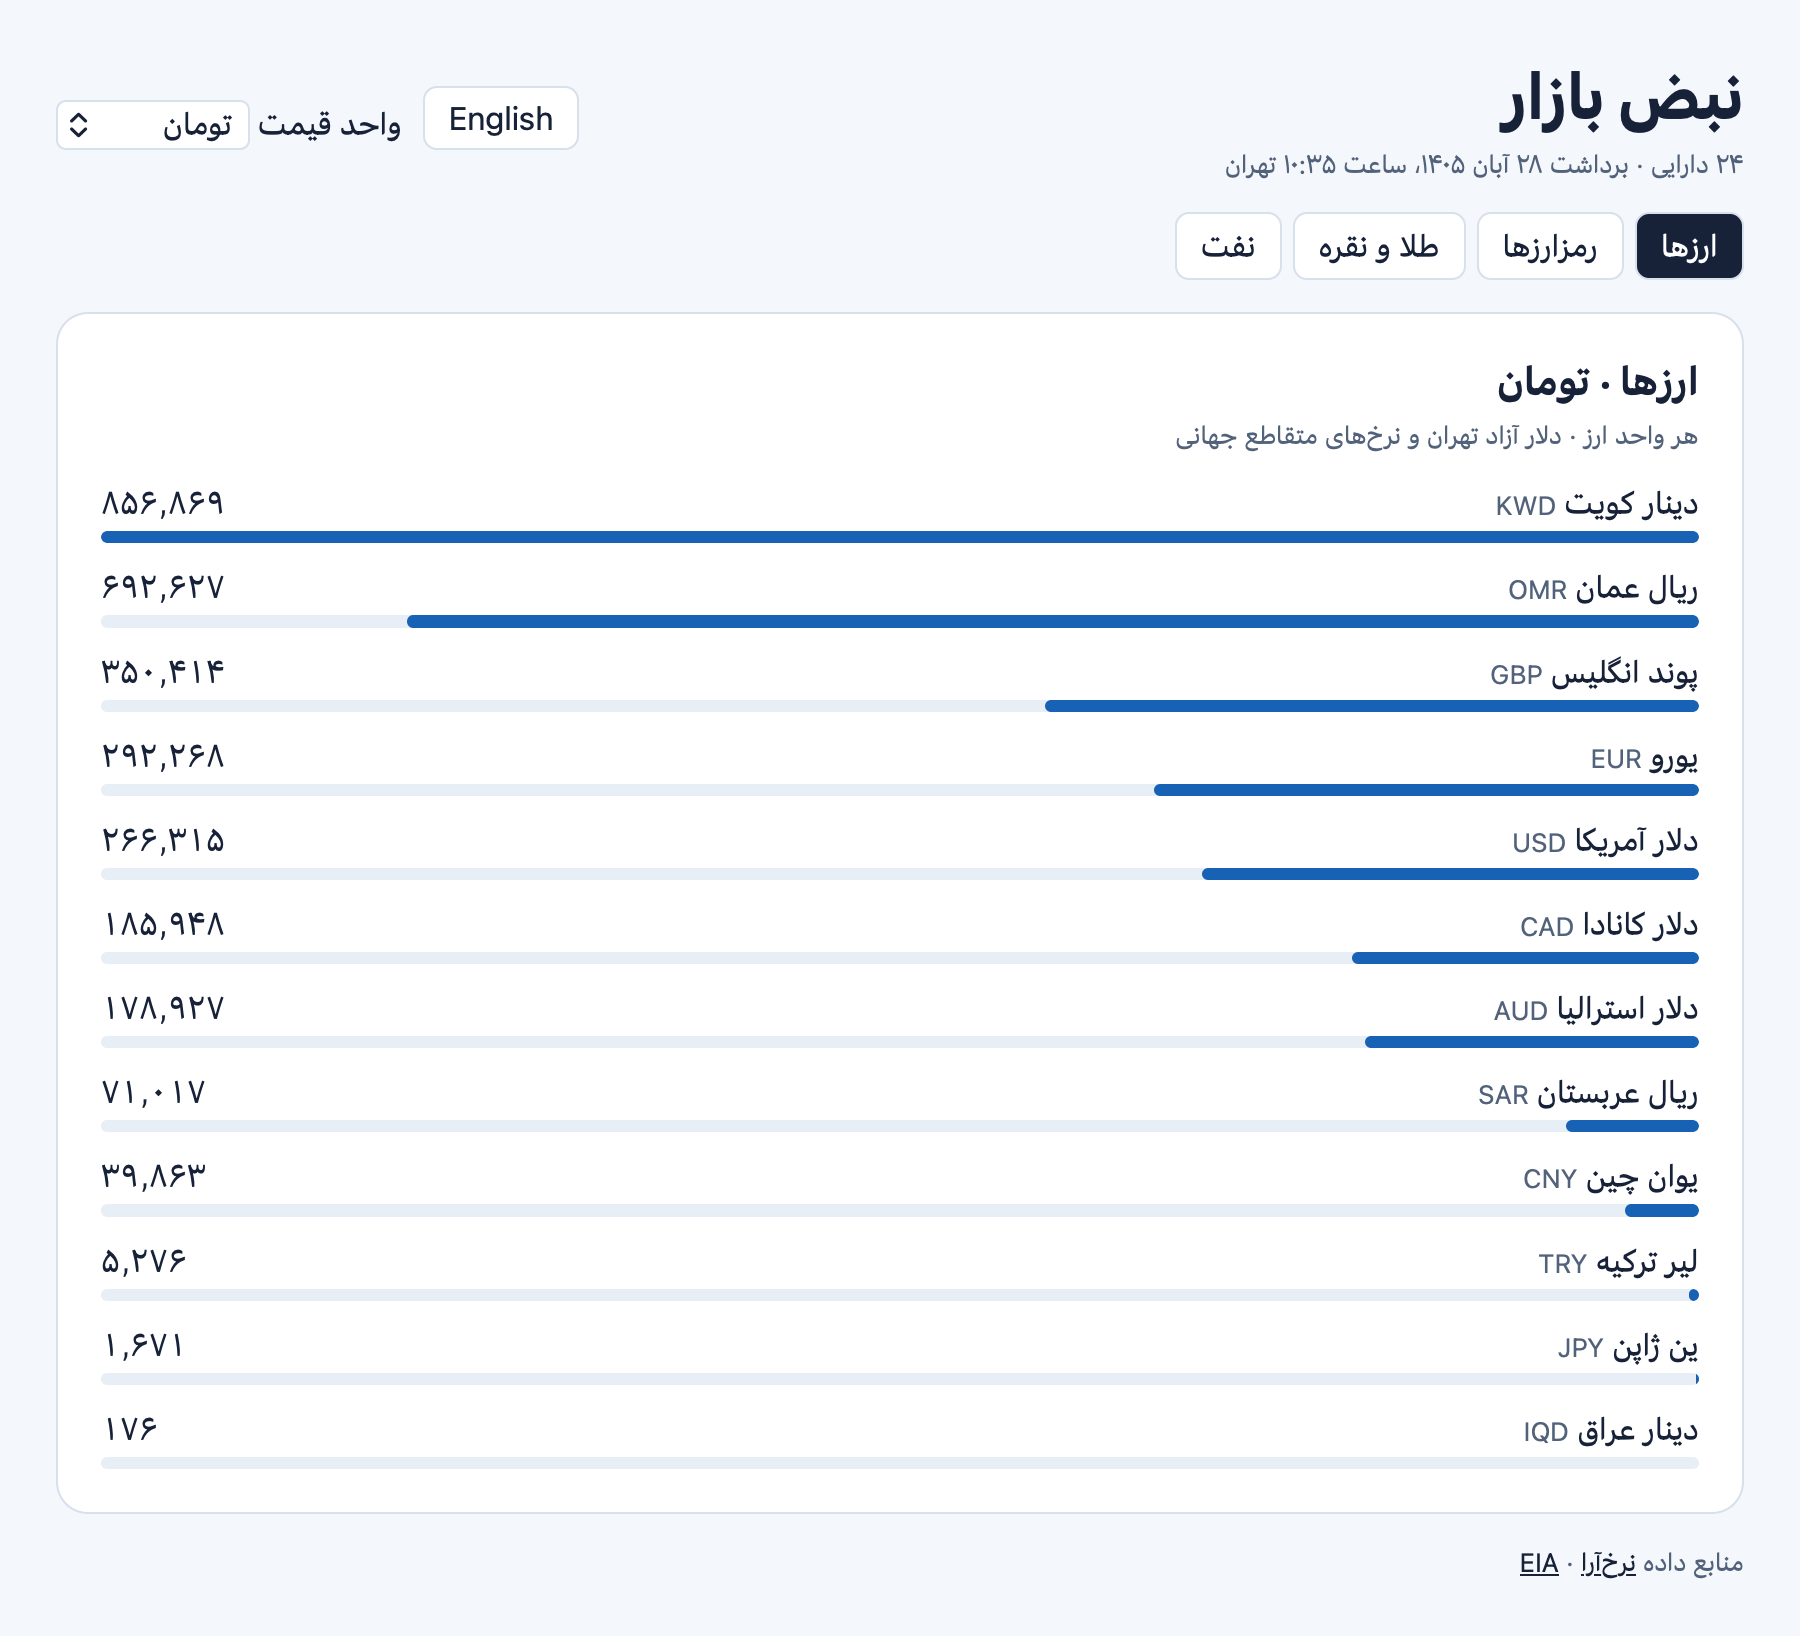 نبض بازار
۲۴ دارایی · برداشت ۲۸ آبان ۱۴۰۵، ساعت ۱۰:۳۵ تهران
English
واحد قیمت تومان
ارزها
رمزارزها
طلا و نقره
نفت
ارزها · تومان
هر واحد ارز · دلار آزاد تهران و نرخ‌های متقاطع جهانی
دینار کویت KWD ۸۵۶,۸۶۹
ریال عمان OMR ۶۹۲,۶۲۷
پوند انگلیس GBP ۳۵۰,۴۱۴
یورو EUR ۲۹۲,۲۶۸
دلار آمریکا USD ۲۶۶,۳۱۵
دلار کانادا CAD ۱۸۵,۹۴۸
دلار استرالیا AUD ۱۷۸,۹۲۷
ریال عربستان SAR ۷۱,۰۱۷
یوان چین CNY ۳۹,۸۶۳
لیر ترکیه TRY ۵,۲۷۶
ین ژاپن JPY ۱,۶۷۱
دینار عراق IQD ۱۷۶
منابع داده نرخ‌آرا · EIA